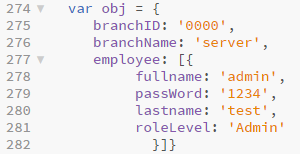 274 ▼ var obj = {
275 branchID: '0000',
276 branchName: 'server',
277 ▼ employee: [{
278 fullname: 'admin',
279 passWord: '1234',
280 lastname: 'test',
281 roleLevel: 'Admin'
282 }]}